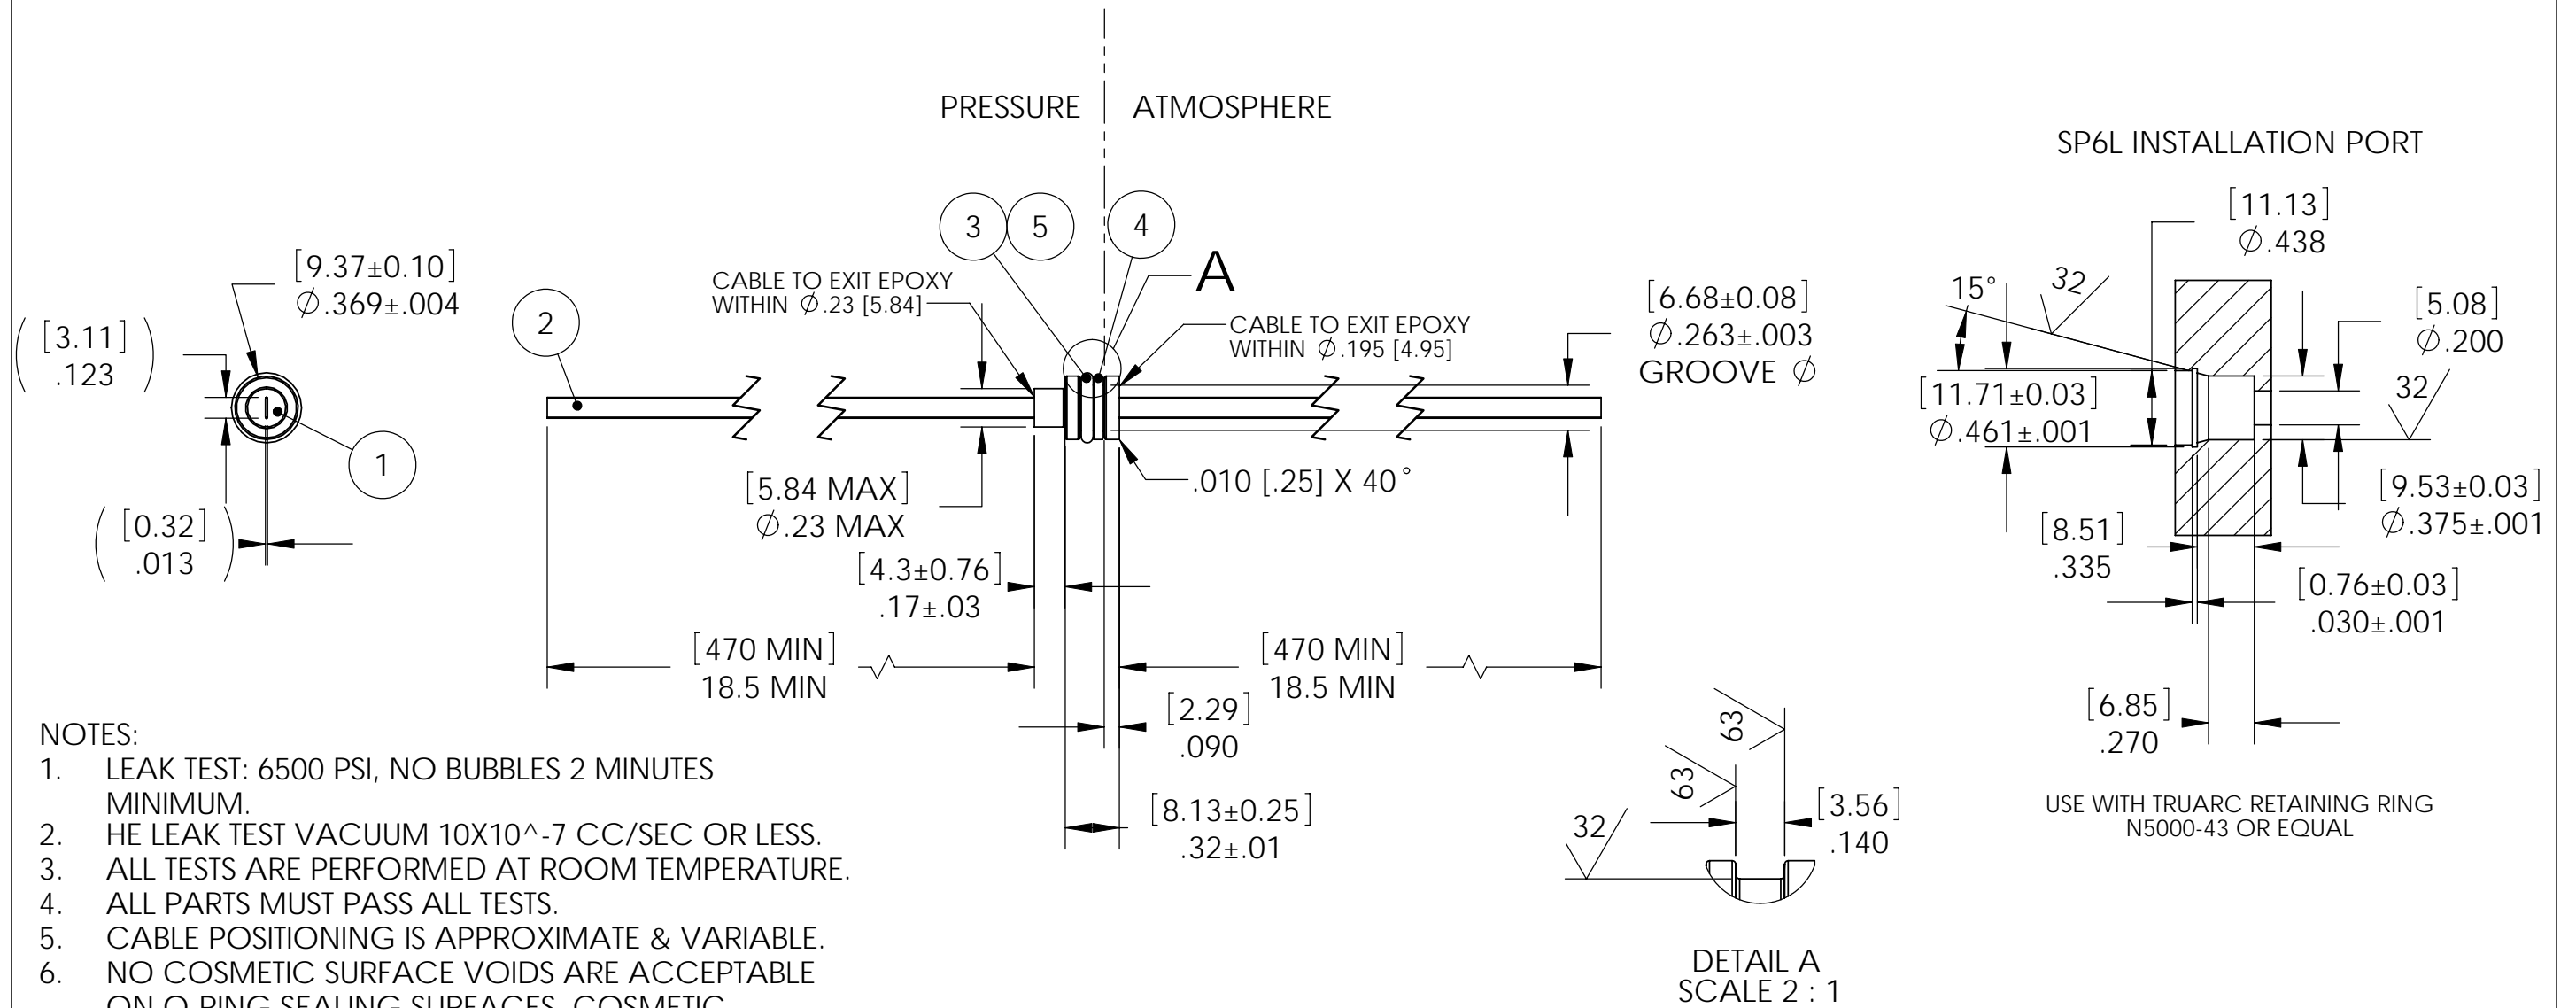 PRESSURE
ATMOSPHERE
SP6L INSTALLATION PORT
[9.37±0.10]
∅.369±.004
([3.11]
.123)
1
([0.32]
.013)
2
CABLE TO EXIT EPOXY
WITHIN ∅.23 [5.84]
3
5
4
A
CABLE TO EXIT EPOXY
WITHIN ∅.195 [4.95]
[6.68±0.08]
∅.263±.003
GROOVE ∅
.010 [.25] X 40°
[5.84 MAX]
∅.23 MAX
[4.3±0.76]
.17±.03
[470 MIN]
18.5 MIN
[470 MIN]
18.5 MIN
[2.29]
.090
[8.13±0.25]
.32±.01
[11.13]
∅.438
15°
32
[5.08]
∅.200
32
[11.71±0.03]
∅.461±.001
[9.53±0.03]
∅.375±.001
[8.51]
.335
[0.76±0.03]
.030±.001
[6.85]
.270
USE WITH TRUARC RETAINING RING
N5000-43 OR EQUAL
63
63
32
[3.56]
.140
DETAIL A
SCALE 2 : 1
NOTES:
1. LEAK TEST: 6500 PSI, NO BUBBLES 2 MINUTES
MINIMUM.
2. HE LEAK TEST VACUUM 10X10^-7 CC/SEC OR LESS.
3. ALL TESTS ARE PERFORMED AT ROOM TEMPERATURE.
4. ALL PARTS MUST PASS ALL TESTS.
5. CABLE POSITIONING IS APPROXIMATE & VARIABLE.
6. NO COSMETIC SURFACE VOIDS ARE ACCEPTABLE
ON O-RING SEALING SURFACES. COSMETIC